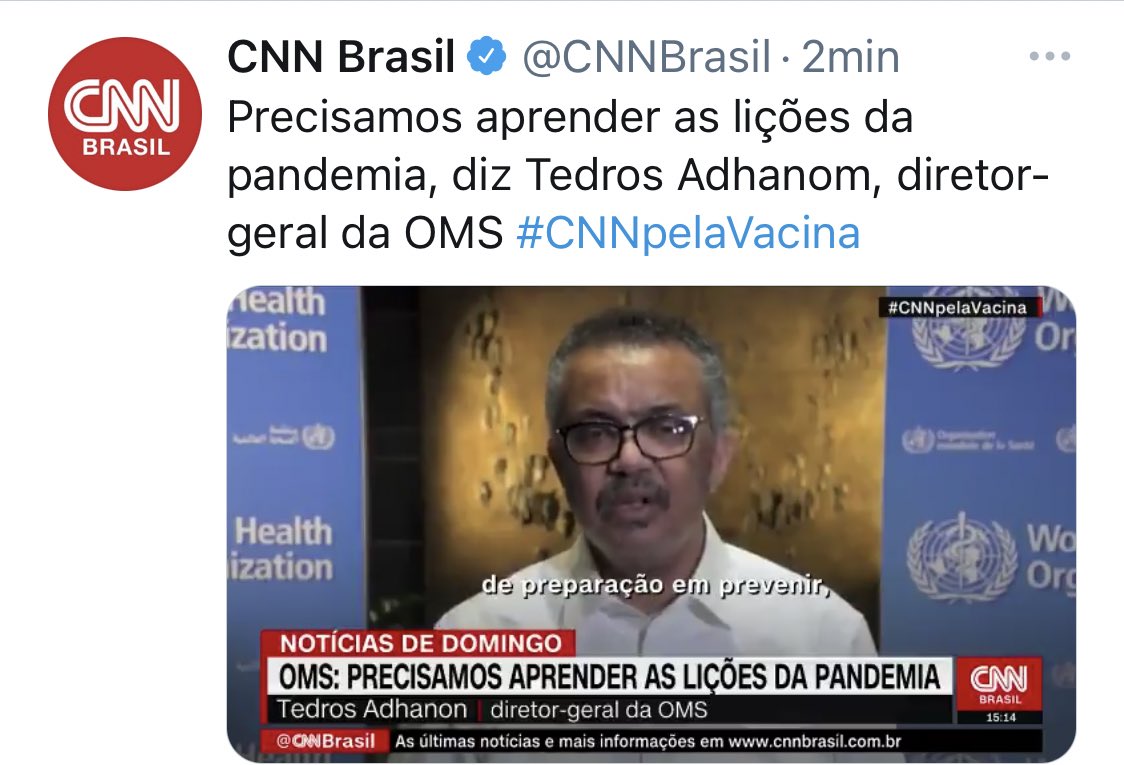 CNN Brasil @CNNBrasil · 2min
CNN
BRASIL
Precisamos aprender as lições da
pandemia, diz Tedros Adhanom, diretor-
geral da OMS #CNNpelaVacina
Health
ization
#CNNpelaVacina
W
Or
Health
ization
Wo
Org
de preparação em prevenir,
NOTÍCIAS DE DOMINGO
OMS: PRECISAMOS APRENDER AS LIÇÕES DA PANDEMIA
Tedros Adhanon | diretor-geral da OMS
CNN
BRASIL
15:14
@CNNBrasil As últimas notícias e mais informações em www.cnnbrasil.com.br